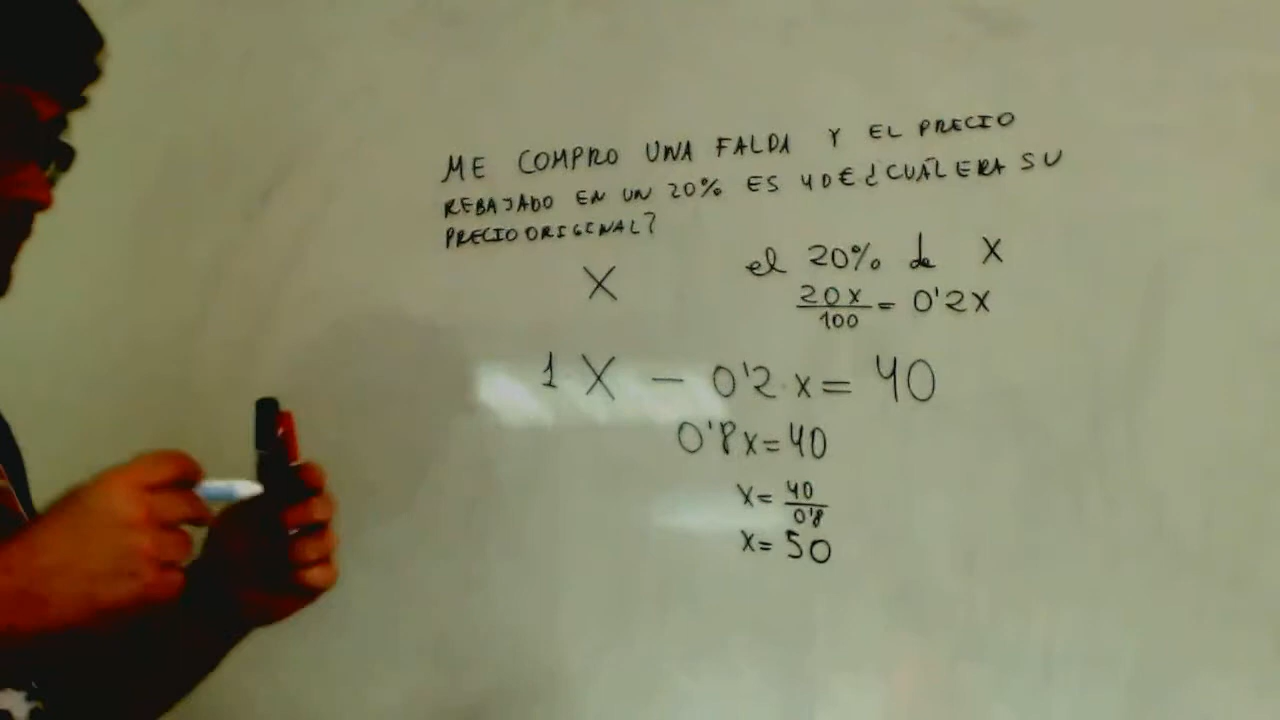 ME COMPRO UNA FALDA Y EL PRECIO
REBAJADO EN UN 20% ES 40€ ¿CUÁL ERA SU
PRECIO ORIGINAL?
X
el 20% de X
20x/100 = 0'2x
1 X - 0'2·x = 40
0'8x=40
x= 40/0'8
x= 50